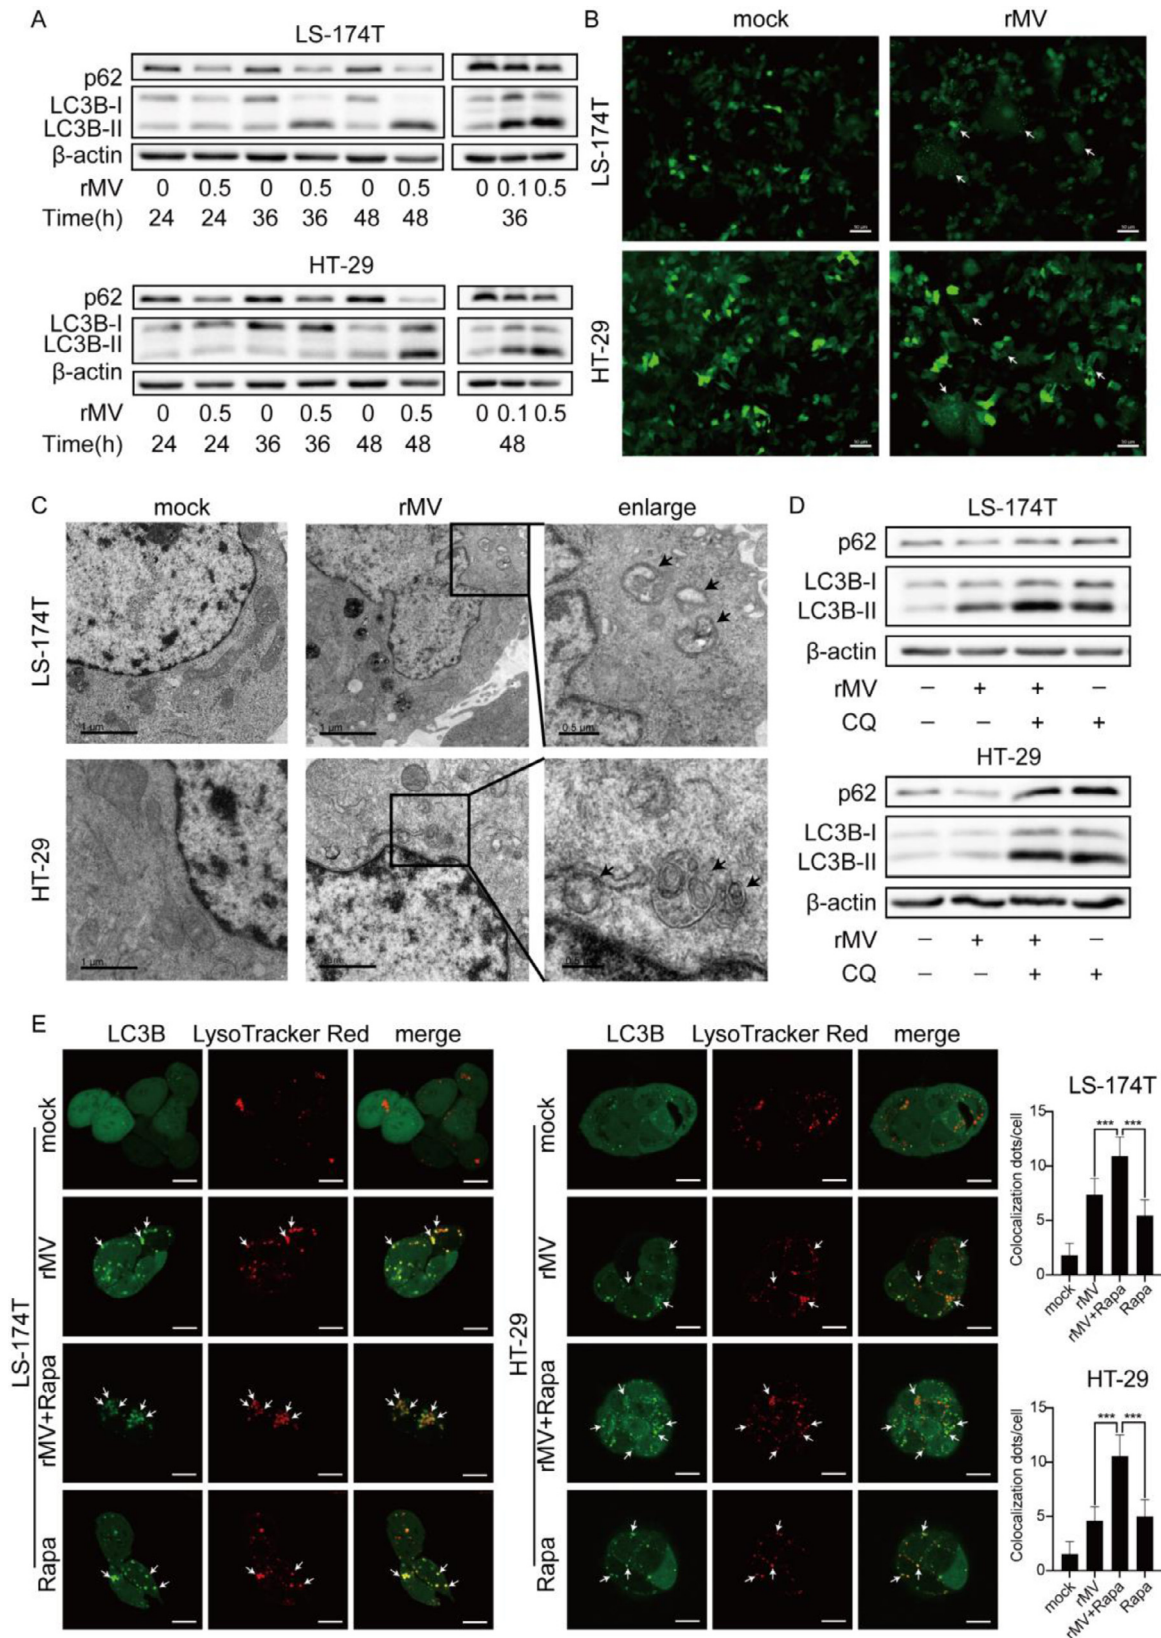 A
LS-174T
p62
LC3B-I
LC3B-II
β-actin
rMV 0 0.5 0 0.5 0 0.5 0 0.1 0.5
Time(h) 24 24 36 36 48 48 36
HT-29
p62
LC3B-I
LC3B-II
β-actin
rMV 0 0.5 0 0.5 0 0.5 0 0.1 0.5
Time(h) 24 24 36 36 48 48 48
B
mock rMV
LS-174T
HT-29
C
mock rMV enlarge
LS-174T
1 μm 1 μm 0.5 μm
HT-29
1 μm 0.5 μm
D
LS-174T
p62
LC3B-I
LC3B-II
β-actin
rMV − + + −
CQ − − + +
HT-29
p62
LC3B-I
LC3B-II
β-actin
rMV − + + −
CQ − − + +
E
LC3B LysoTracker Red merge
LS-174T
mock
rMV
rMV+Rapa
Rapa
LC3B LysoTracker Red merge
HT-29
mock
rMV
rMV+Rapa
Rapa
LS-174T
Colocalization dots/cell
15
10
5
0
*** ***
mock rMV rMV+Rapa Rapa
HT-29
Colocalization dots/cell
15
10
5
0
*** ***
mock rMV rMV+Rapa Rapa